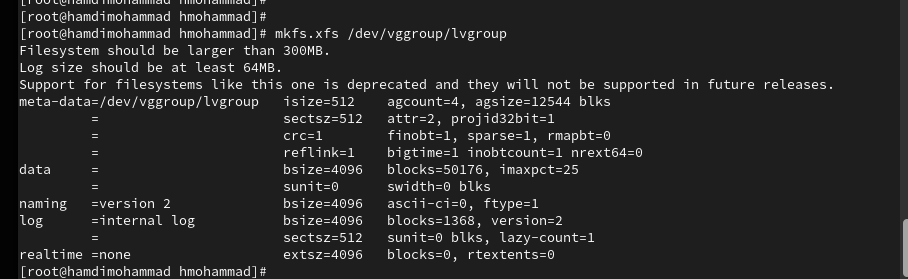 [root@hamdimohammad hmohammad]#
[root@hamdimohammad hmohammad]#
[root@hamdimohammad hmohammad]# mkfs.xfs /dev/vggroup/lvgroup
Filesystem should be larger than 300MB.
Log size should be at least 64MB.
Support for filesystems like this one is deprecated and they will not be supported in future releases.
meta-data=/dev/vggroup/lvgroup   isize=512    agcount=4, agsize=12544 blks
         =                       sectsz=512   attr=2, projid32bit=1
         =                       crc=1        finobt=1, sparse=1, rmapbt=0
         =                       reflink=1    bigtime=1 inobtcount=1 nrext64=0
data     =                       bsize=4096   blocks=50176, imaxpct=25
         =                       sunit=0      swidth=0 blks
naming   =version 2              bsize=4096   ascii-ci=0, ftype=1
log      =internal log           bsize=4096   blocks=1368, version=2
         =                       sectsz=512   sunit=0 blks, lazy-count=1
realtime =none                   extsz=4096   blocks=0, rtextents=0
[root@hamdimohammad hmohammad]#